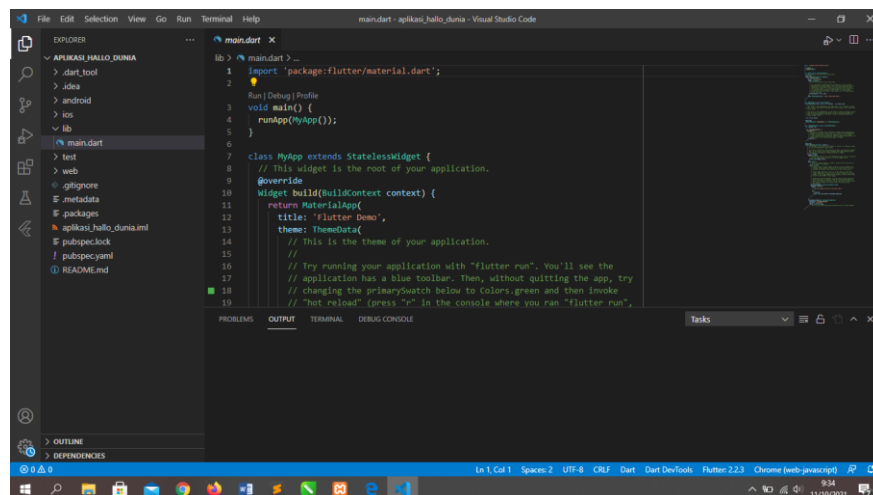 File Edit Selection View Go Run Terminal Help
main.dart - aplikasi_hallo_dunia - Visual Studio Code
EXPLORER
APLIKASI_HALLO_DUNIA
.dart_tool
.idea
android
ios
lib
main.dart
test
web
.gitignore
.metadata
.packages
aplikasi_hallo_dunia.iml
pubspec.lock
pubspec.yaml
README.md
OUTLINE
DEPENDENCIES
main.dart
lib > main.dart > ...
1 import 'package:flutter/material.dart';
2
Run | Debug | Profile
3 void main() {
4 runApp(MyApp());
5 }
6
7 class MyApp extends StatelessWidget {
8 // This widget is the root of your application.
9 @override
10 Widget build(BuildContext context) {
11 return MaterialApp(
12 title: 'Flutter Demo',
13 theme: ThemeData(
14 // This is the theme of your application.
15 //
16 // Try running your application with "flutter run". You'll see the
17 // application has a blue toolbar. Then, without quitting the app, try
18 // changing the primarySwatch below to Colors.green and then invoke
19 // "hot reload" (press "r" in the console where you ran "flutter run",
PROBLEMS OUTPUT TERMINAL DEBUG CONSOLE
Tasks
0 0
Ln 1, Col 1 Spaces: 2 UTF-8 CRLF Dart Dart DevTools Flutter: 2.2.3 Chrome (web-javascript)
9:34
11/10/2021